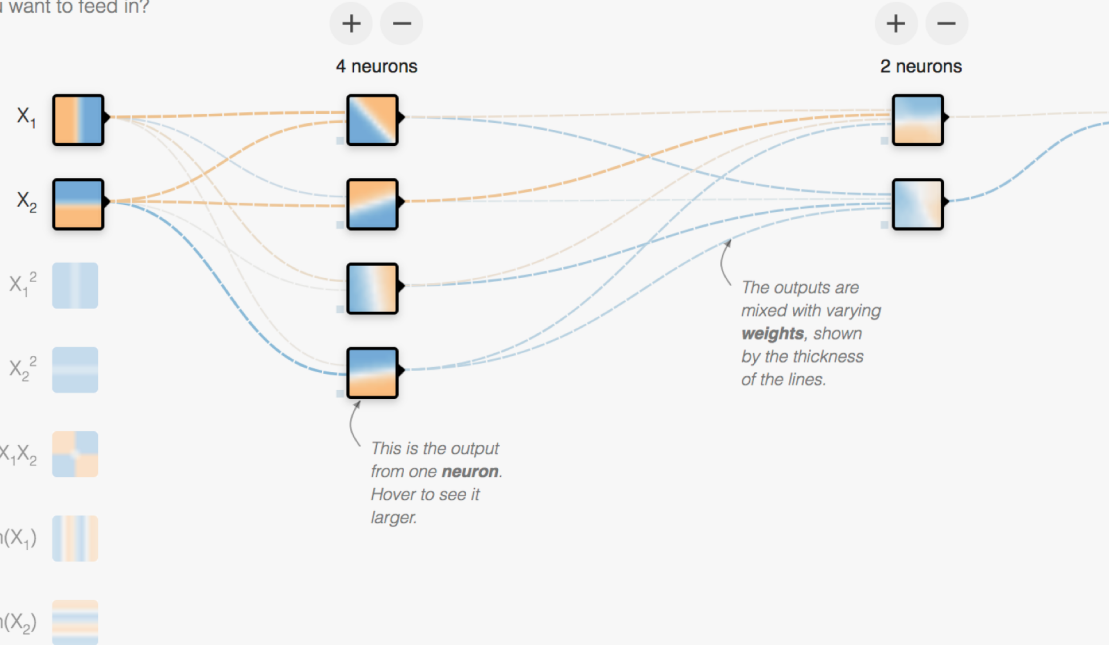 u want to feed in?
+ −
+ −
4 neurons
2 neurons
X1
X2
X1²
X2²
X1X2
n(X1)
n(X2)
The outputs are
mixed with varying
weights, shown
by the thickness
of the lines.
This is the output
from one neuron.
Hover to see it
larger.